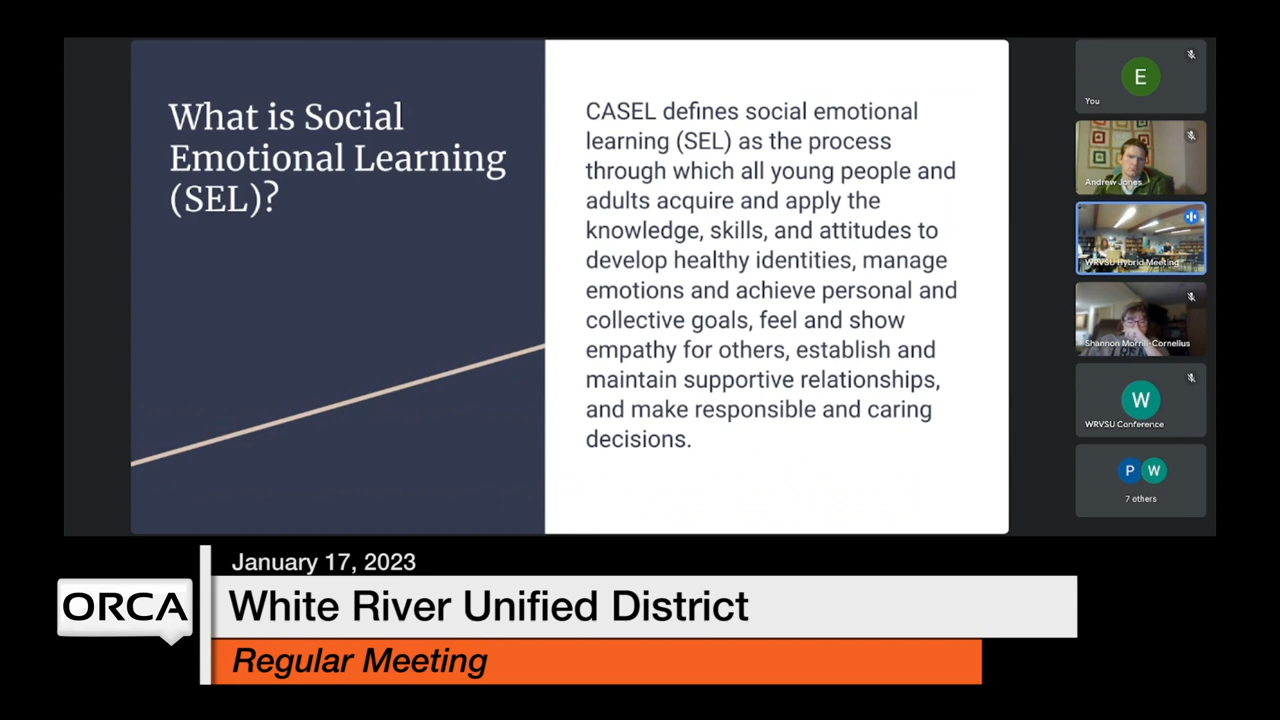 What is Social
Emotional Learning
(SEL)?
CASEL defines social emotional
learning (SEL) as the process
through which all young people and
adults acquire and apply the
knowledge, skills, and attitudes to
develop healthy identities, manage
emotions and achieve personal and
collective goals, feel and show
empathy for others, establish and
maintain supportive relationships,
and make responsible and caring
decisions.
E
You
Andrew Jones
WRVSU Hybrid Meeting
Shannon Morrill-Cornelius
W
WRVSU Conference
P W
7 others
January 17, 2023
ORCA
White River Unified District
Regular Meeting